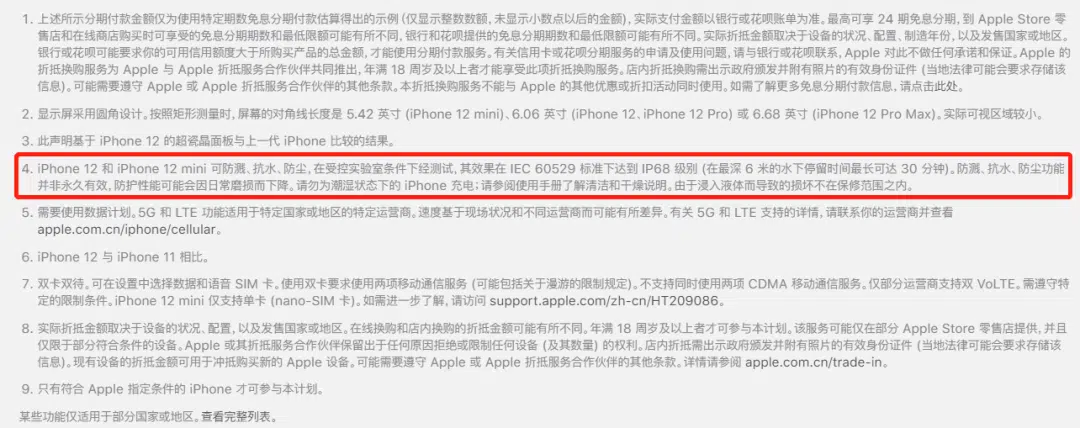 1. 上述所示分期付款金额仅为使用特定期数免息分期付款估算得出的示例 (仅显示整数数额，未显示小数点以后的金额)，实际支付金额以银行或花呗账单为准。最高可享 24 期免息分期，到 Apple Store 零
售店和在线商店购买时可享受的免息分期期数和最低限额可能有所不同，银行和花呗提供的免息分期期数和最低限额可能有所不同。实际折抵金额取决于设备的状况、配置、制造年份，以及发售国家或地区。
银行或花呗可能要求你的可用信用额度大于所购买产品的总金额，才能使用分期付款服务。有关信用卡或花呗分期服务的申请及使用问题，请与银行或花呗联系，Apple 对此不做任何承诺和保证。Apple 的
折抵换购服务为 Apple 与 Apple 折抵服务合作伙伴共同推出，年满 18 周岁及以上者才能享受此项折抵换购服务。店内折抵换购需出示政府颁发并附有照片的有效身份证件 (当地法律可能会要求存储该信
息)。可能需要遵守 Apple 或 Apple 折抵服务合作伙伴的其他条款。本折抵换购服务不能与 Apple 的其他优惠或折扣活动同时使用。如需了解更多免息分期付款信息，请点击此处。
2. 显示屏采用圆角设计。按照矩形测量时，屏幕的对角线长度是 5.42 英寸 (iPhone 12 mini)、6.06 英寸 (iPhone 12、iPhone 12 Pro) 或 6.68 英寸 (iPhone 12 Pro Max)。实际可视区域较小。
3. 此声明基于 iPhone 12 的超瓷晶面板与上一代 iPhone 比较的结果。
4. iPhone 12 和 iPhone 12 mini 可防溅、抗水、防尘，在受控实验室条件下经测试，其效果在 IEC 60529 标准下达到 IP68 级别 (在最深 6 米的水下停留时间最长可达 30 分钟)。防溅、抗水、防尘功能
并非永久有效，防护性能可能会因日常磨损而下降。请勿为潮湿状态下的 iPhone 充电；请参阅使用手册了解清洁和干燥说明。由于浸入液体而导致的损坏不在保修范围之内。
5. 需要使用数据计划。5G 和 LTE 功能适用于特定国家或地区的特定运营商。速度基于现场状况和不同运营商而可能有所差异。有关 5G 和 LTE 支持的详情，请联系你的运营商并查看
apple.com.cn/iphone/cellular。
6. iPhone 12 与 iPhone 11 相比。
7. 双卡双待。可在设置中选择数据和语音 SIM 卡。使用双卡要求使用两项移动通信服务 (可能包括关于漫游的限制规定)。不支持同时使用两项 CDMA 移动通信服务。仅部分运营商支持双 VoLTE。需遵守特
定的限制条件。iPhone 12 mini 仅支持单卡 (nano-SIM 卡)。如需进一步了解，请访问 support.apple.com/zh-cn/HT209086。
8. 实际折抵金额取决于设备的状况、配置，以及发售国家或地区。在线换购和店内换购的折抵金额可能有所不同。年满 18 周岁及以上者才可参与本计划。该服务可能仅在部分 Apple Store 零售店提供，并且
仅限于部分符合条件的设备。Apple 或其折抵服务合作伙伴保留出于任何原因拒绝或限制任何设备 (及其数量) 的权利。店内折抵需出示政府颁发并附有照片的有效身份证件 (当地法律可能会要求存储该
信息)。现有设备的折抵金额可用于冲抵购买新的 Apple 设备。可能需要遵守 Apple 或 Apple 折抵服务合作伙伴的其他条款。详情请参阅 apple.com.cn/trade-in。
9. 只有符合 Apple 指定条件的 iPhone 才可参与本计划。
某些功能仅适用于部分国家或地区。查看完整列表。